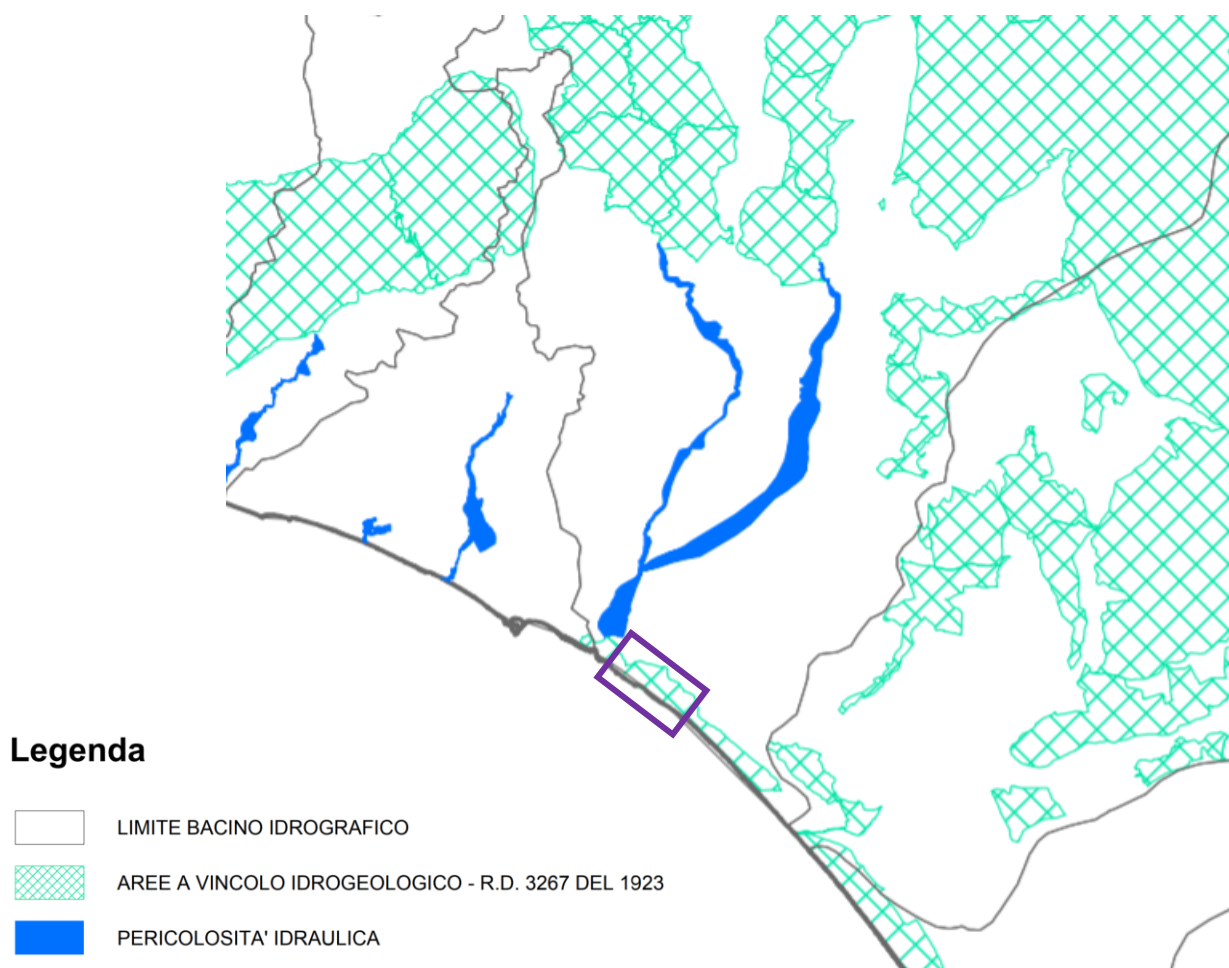 Legenda
LIMITE BACINO IDROGRAFICO
AREE A VINCOLO IDROGEOLOGICO - R.D. 3267 DEL 1923
PERICOLOSITA' IDRAULICA